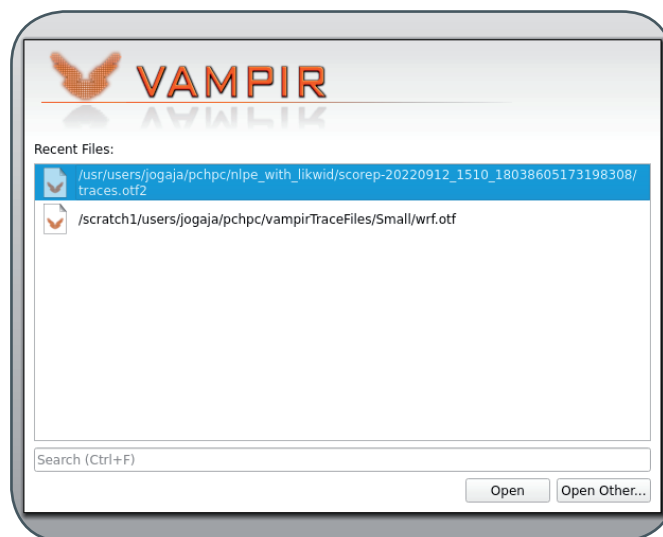 VAMPIR
Recent Files:
/usr/users/jogaja/pchpc/nlpe_with_likwid/scorep-20220912_1510_18038605173198308/
traces.otf2
/scratch1/users/jogaja/pchpc/vampirTraceFiles/Small/wrf.otf
Search (Ctrl+F)
Open
Open Other...